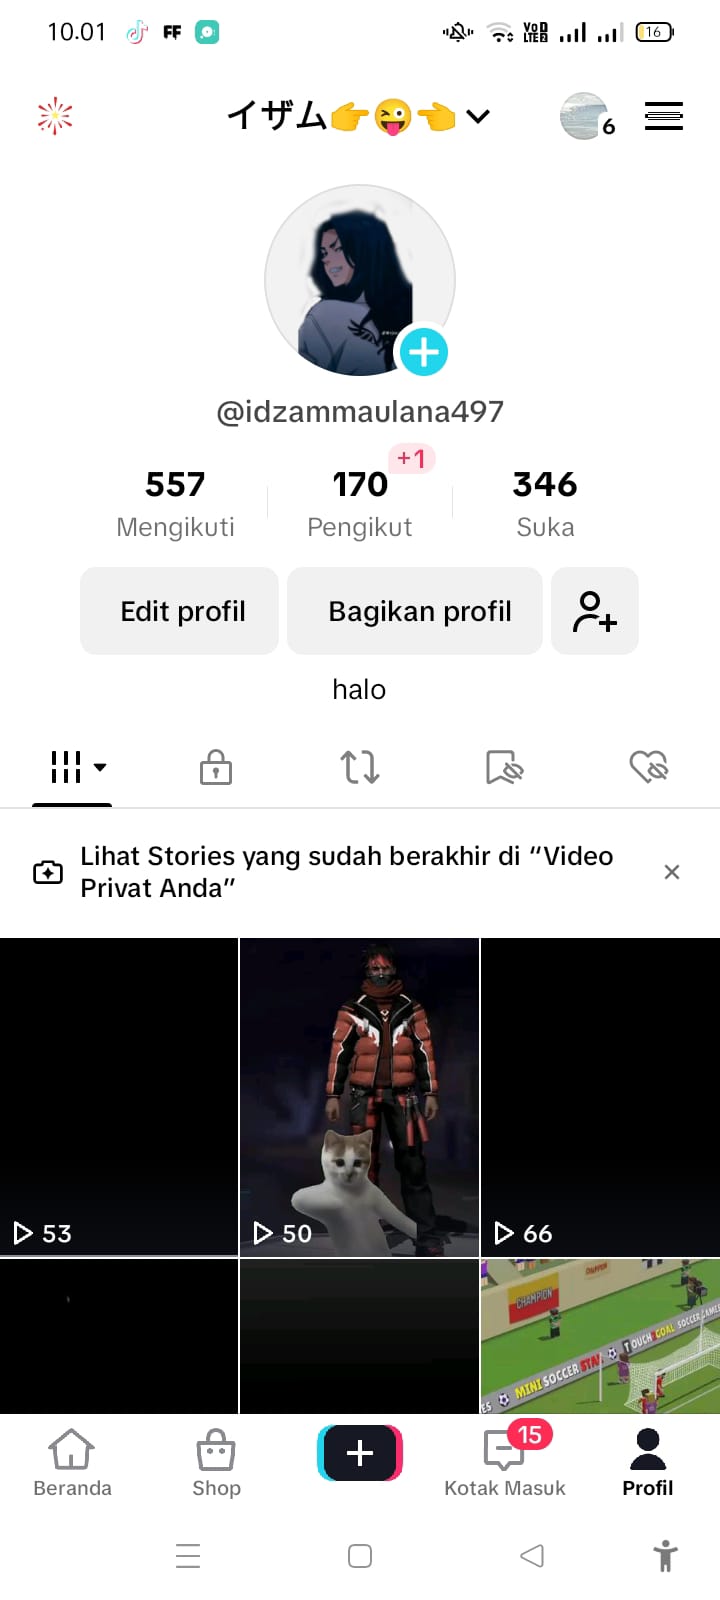 10.01 FF VoD LTE2 16
イザム👉😜👈 6
@idzammaulana497
+1
557 170 346
Mengikuti Pengikut Suka
Edit profil Bagikan profil
halo
Lihat Stories yang sudah berakhir di “Video
Privat Anda”
53 50 66
CHAMPION
MINI SOCCER STAR TOUCH GOAL SOCCER GAMES
15
Beranda Shop Kotak Masuk Profil